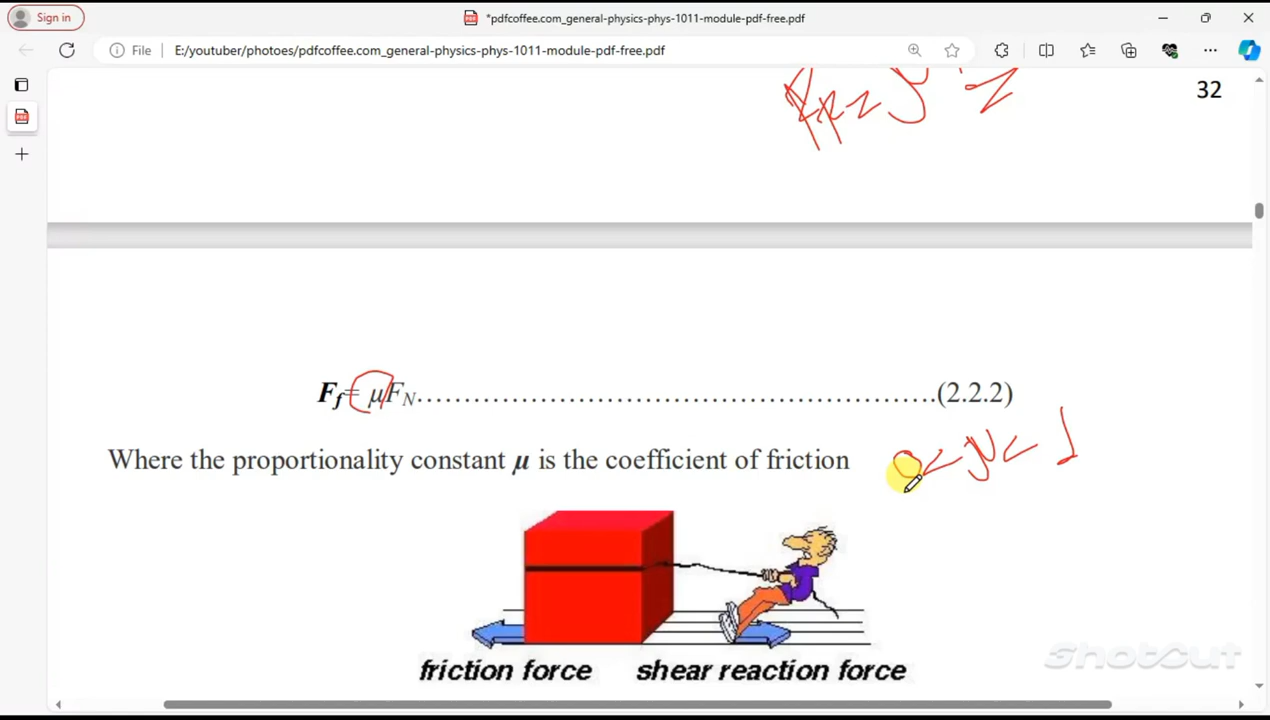 Sign in
*pdfcoffee.com_general-physics-phys-1011-module-pdf-free.pdf
File
E:/youtuber/photoes/pdfcoffee.com_general-physics-phys-1011-module-pdf-free.pdf
32
F_f = μF_N……………………………………………….(2.2.2)
Where the proportionality constant μ is the coefficient of friction
0 < μ < 1
friction force
shear reaction force
Shotcut